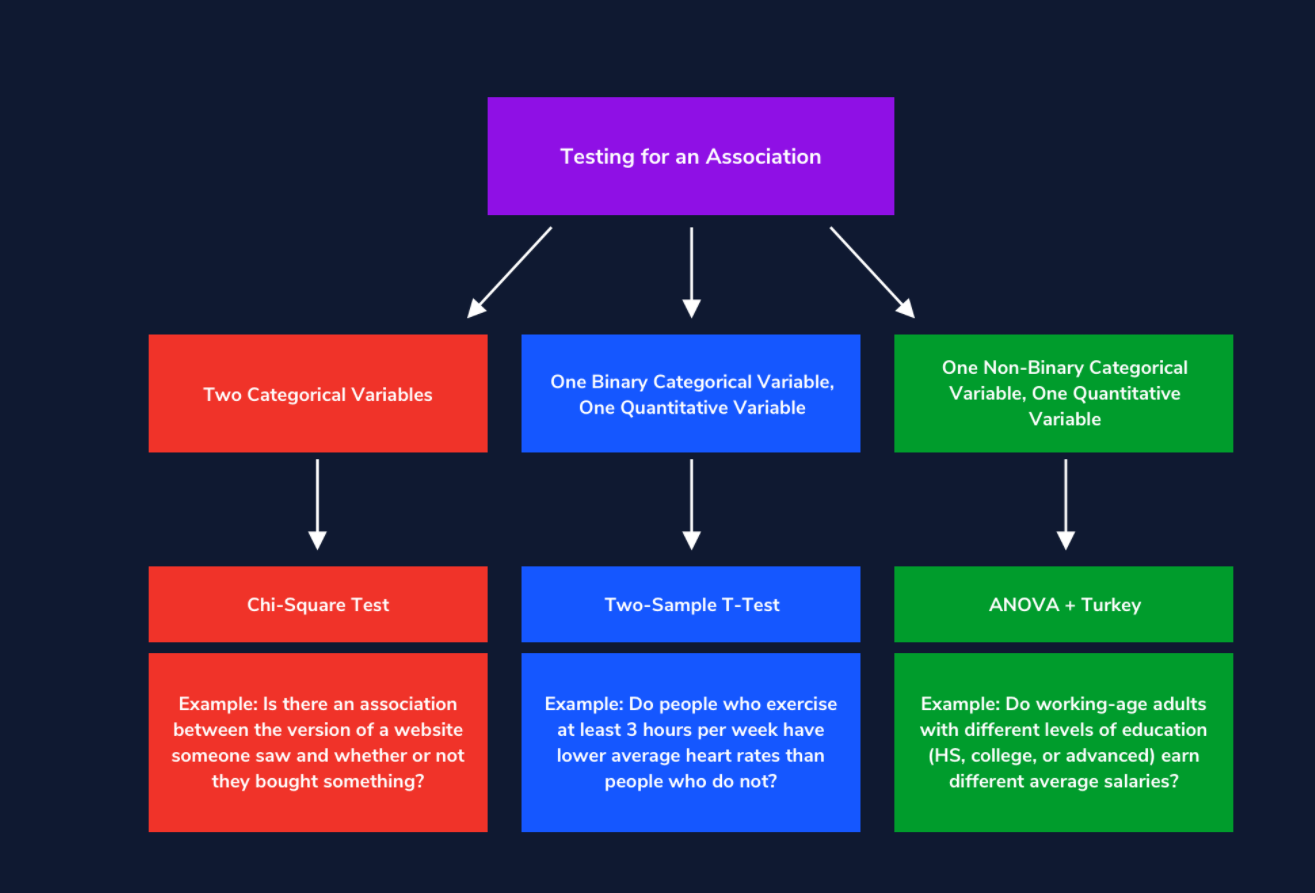 Testing for an Association
Two Categorical Variables
One Binary Categorical Variable,
One Quantitative Variable
One Non-Binary Categorical
Variable, One Quantitative
Variable
Chi-Square Test
Two-Sample T-Test
ANOVA + Turkey
Example: Is there an association
between the version of a website
someone saw and whether or not
they bought something?
Example: Do people who exercise
at least 3 hours per week have
lower average heart rates than
people who do not?
Example: Do working-age adults
with different levels of education
(HS, college, or advanced) earn
different average salaries?